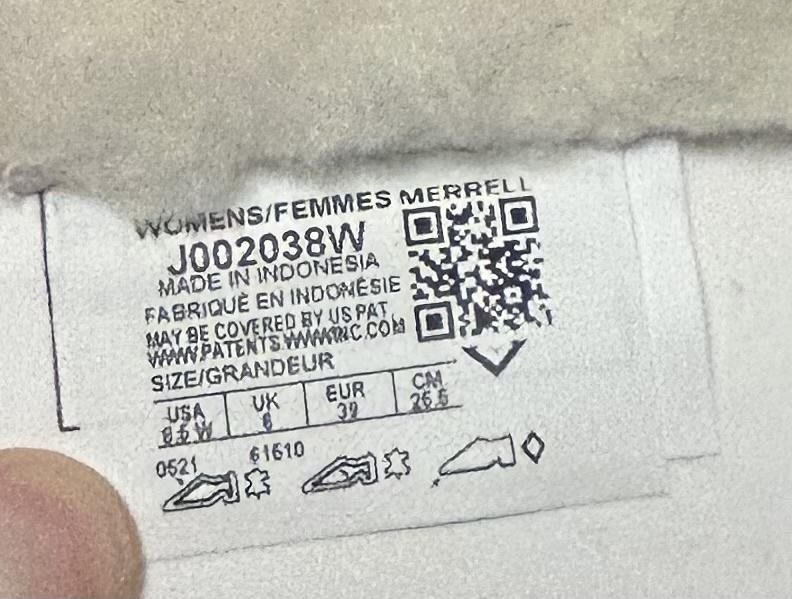 WOMENS/FEMMES MERRELL
J002038W
MADE IN INDONESIA
FABRIQUÉ EN INDONÉSIE
MAY BE COVERED BY US PAT
WWW.PATENTS.WWWINC.COM
SIZE/GRANDEUR
USA UK EUR CM
8.5 W 6 39
0521 61610